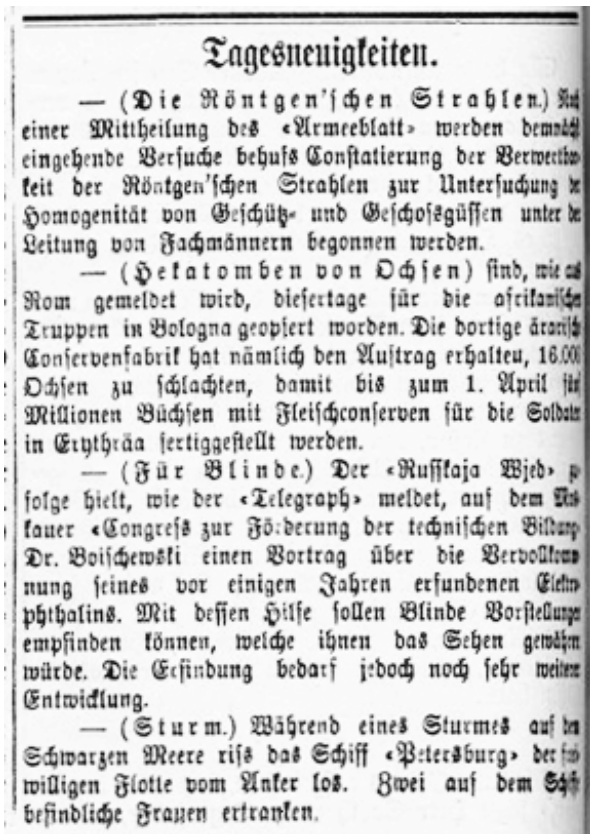 Tagesneuigkeiten.
— (Die Röntgen'schen Strahlen.)
einer Mittheilung des «Armeeblatt» werden demnächst
eingehende Versuche behufs Constatierung der Verwertbar-
keit der Röntgen'schen Strahlen zur Untersuchung der
Homogenität von Geschütz- und Geschossgüssen unter der
Leitung von Fachmännern begonnen werden.
— (Hekatomben von Ochsen) sind, wie aus
Rom gemeldet wird, diesertage für die afrikanischen
Truppen in Bologna geopfert worden. Die dortige ärarische
Conservenfabrik hat nämlich den Auftrag erhalten, 16.000
Ochsen zu schlachten, damit bis zum 1. April fünf
Millionen Büchsen mit Fleischconserven für die Soldaten
in Erythräa fertiggestellt werden.
— (Für Blinde.) Der «Russkaja Wjed» zu-
folge hielt, wie der «Telegraph» meldet, auf dem Mos-
kauer «Congress zur Förderung der technischen Bildung»
Dr. Boischewski einen Vortrag über die Vervollkomm-
nung seines vor einigen Jahren erfundenen Elektro-
phthalins. Mit dessen Hilfe sollen Blinde Vorstellungen
empfinden können, welche ihnen das Sehen gewähren
würde. Die Erfindung bedarf jedoch noch sehr weiterer
Entwicklung.
— (Sturm.) Während eines Sturmes auf dem
Schwarzen Meere riss das Schiff «Petersburg» der frei-
willigen Flotte vom Anker los. Zwei auf dem Schiffe
befindliche Frauen ertranken.